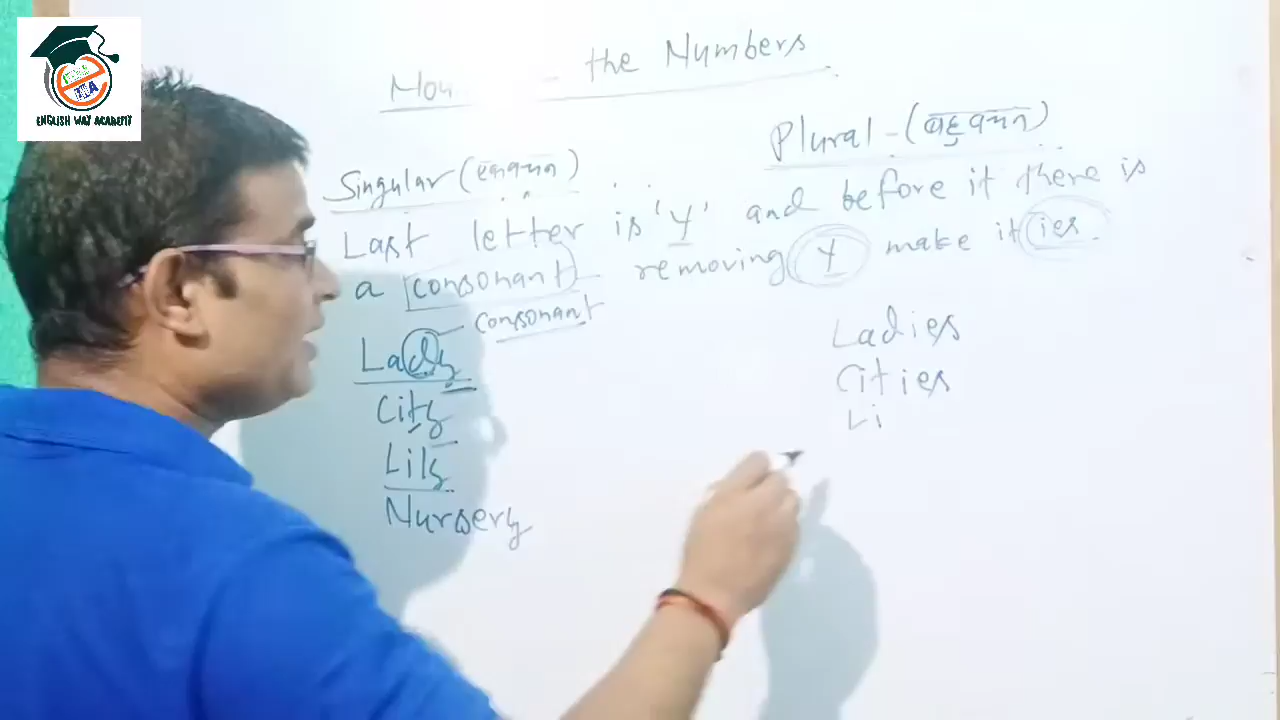 ENGLISH WAY ACADEMY
the Numbers
Singular (एकवचन)
Plural - (बहुवचन)
Last letter is 'Y' and before it there is
a consonant removing Y make it ies
consonant
Lady
Ladies
City
Cities
Lily
Li
Nursery